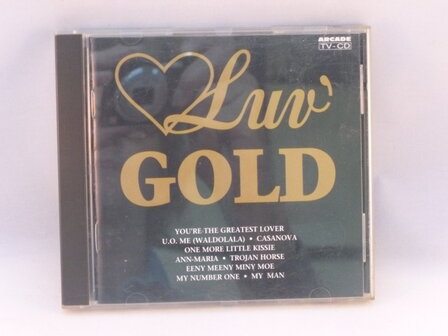 ARCADE
TV-CD
Luv'
GOLD
YOU'RE THE GREATEST LOVER
U.O. ME (WALDOLALA) • CASANOVA
ONE MORE LITTLE KISSIE
ANN-MARIA • TROJAN HORSE
EENY MEENY MINY MOE
MY NUMBER ONE • MY MAN